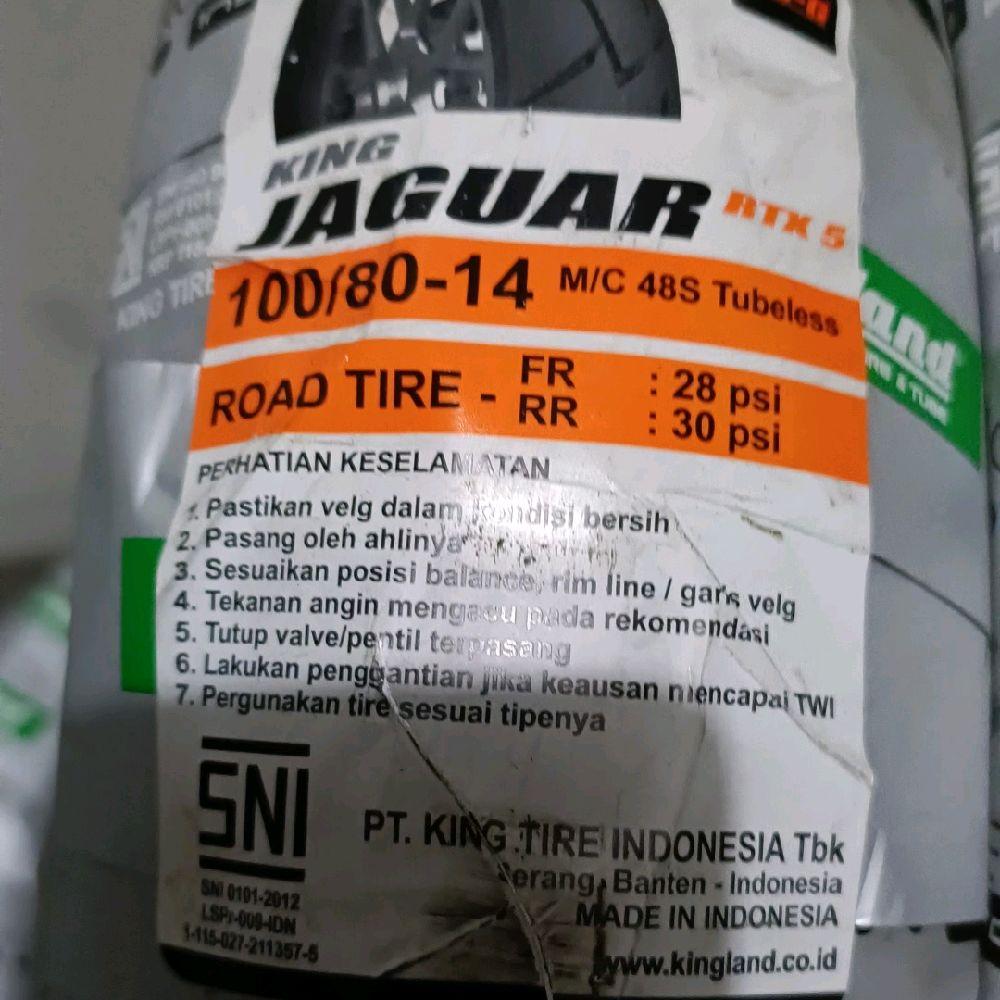 KING
JAGUAR RTX 5
100/80-14 M/C 48S Tubeless
ROAD TIRE - FR : 28 psi
RR : 30 psi
PERHATIAN KESELAMATAN
1. Pastikan velg dalam kondisi bersih
2. Pasang oleh ahlinya
3. Sesuaikan posisi balance, rim line / garis velg
4. Tekanan angin mengacu pada rekomendasi
5. Tutup valve/pentil terpasang
6. Lakukan penggantian jika keausan mencapai TWI
7. Pergunakan tire sesuai tipenya
SNI
SNI 0101-2012
LSPr-009-IDN
1-115-027-211357-5
PT. KING TIRE INDONESIA Tbk
Serang, Banten - Indonesia
MADE IN INDONESIA
www.kingland.co.id
KING TIRE
land
& TUBE